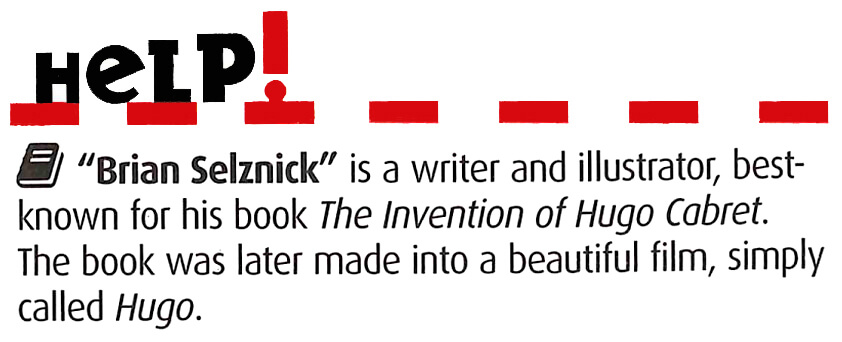 HeLP!
“Brian Selznick” is a writer and illustrator, best-
known for his book The Invention of Hugo Cabret.
The book was later made into a beautiful film, simply
called Hugo.